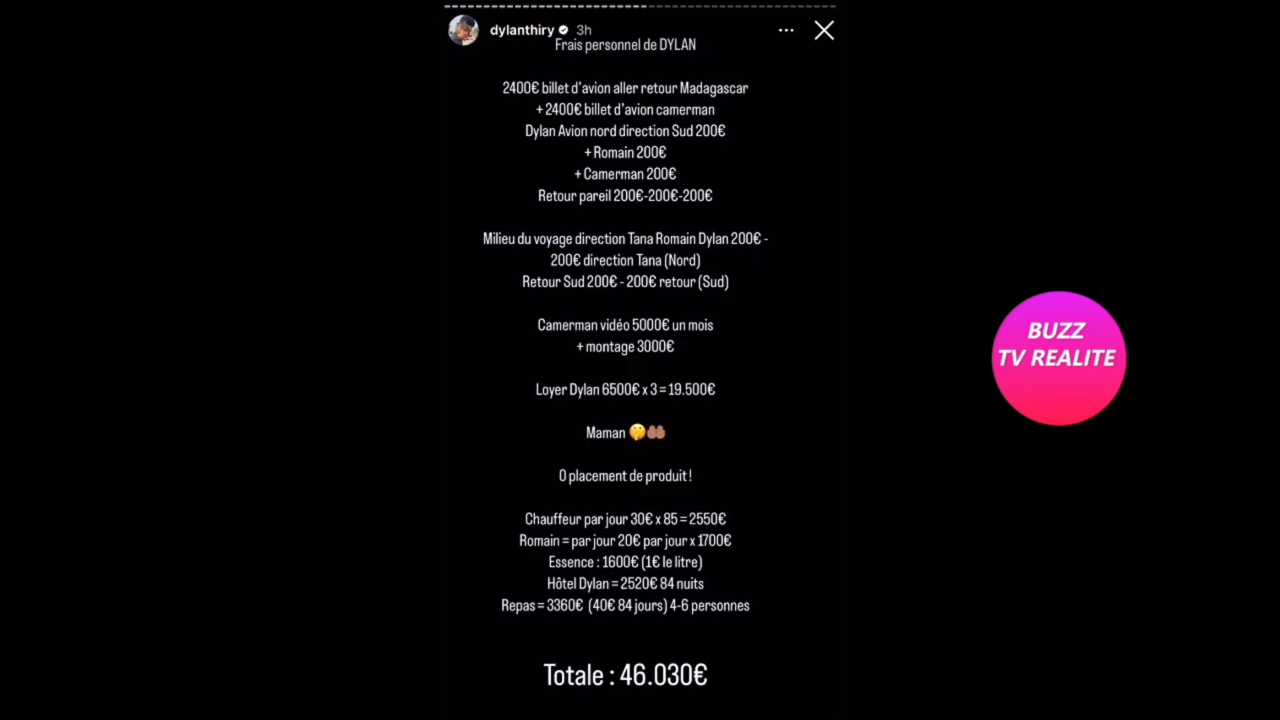 dylanthiry 3h
Frais personnel de DYLAN
2400€ billet d'avion aller retour Madagascar
+ 2400€ billet d'avion camerman
Dylan Avion nord direction Sud 200€
+ Romain 200€
+ Camerman 200€
Retour pareil 200€-200€-200€
Milieu du voyage direction Tana Romain Dylan 200€ -
200€ direction Tana (Nord)
Retour Sud 200€ - 200€ retour (Sud)
Camerman vidéo 5000€ un mois
+ montage 3000€
Loyer Dylan 6500€ x 3 = 19.500€
Maman 🤫🤲🏾
0 placement de produit !
Chauffeur par jour 30€ x 85 = 2550€
Romain = par jour 20€ par jour x 1700€
Essence : 1600€ (1€ le litre)
Hôtel Dylan = 2520€ 84 nuits
Repas = 3360€ (40€ 84 jours) 4-6 personnes
Totale : 46.030€
BUZZ
TV REALITE